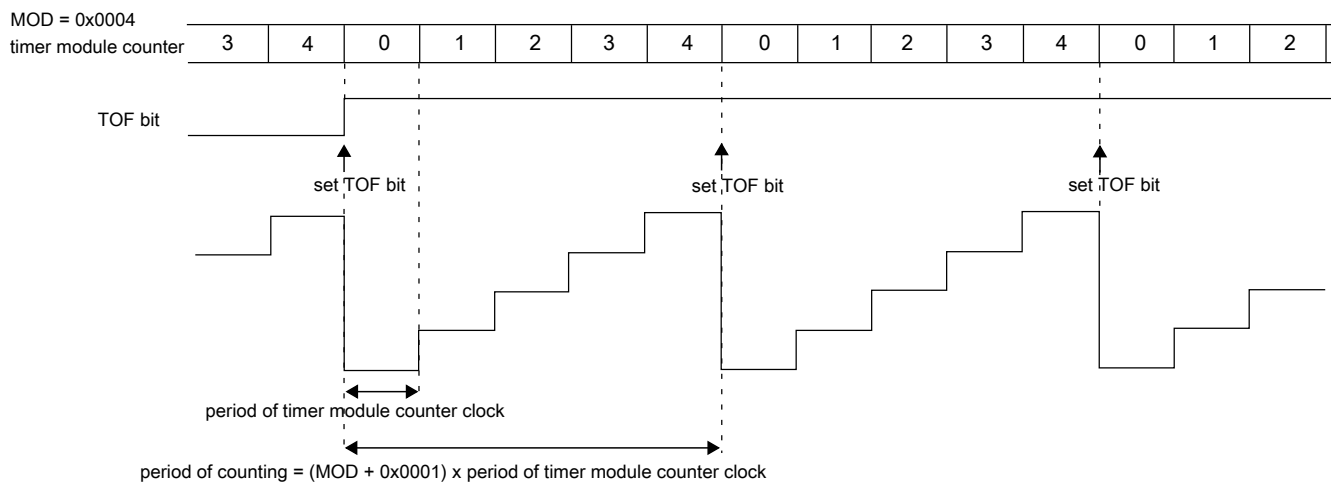 MOD = 0x0004
timer module counter
3 4 0 1 2 3 4 0 1 2 3 4 0 1 2
TOF bit
set TOF bit set TOF bit set TOF bit
period of timer module counter clock
period of counting = (MOD + 0x0001) x period of timer module counter clock